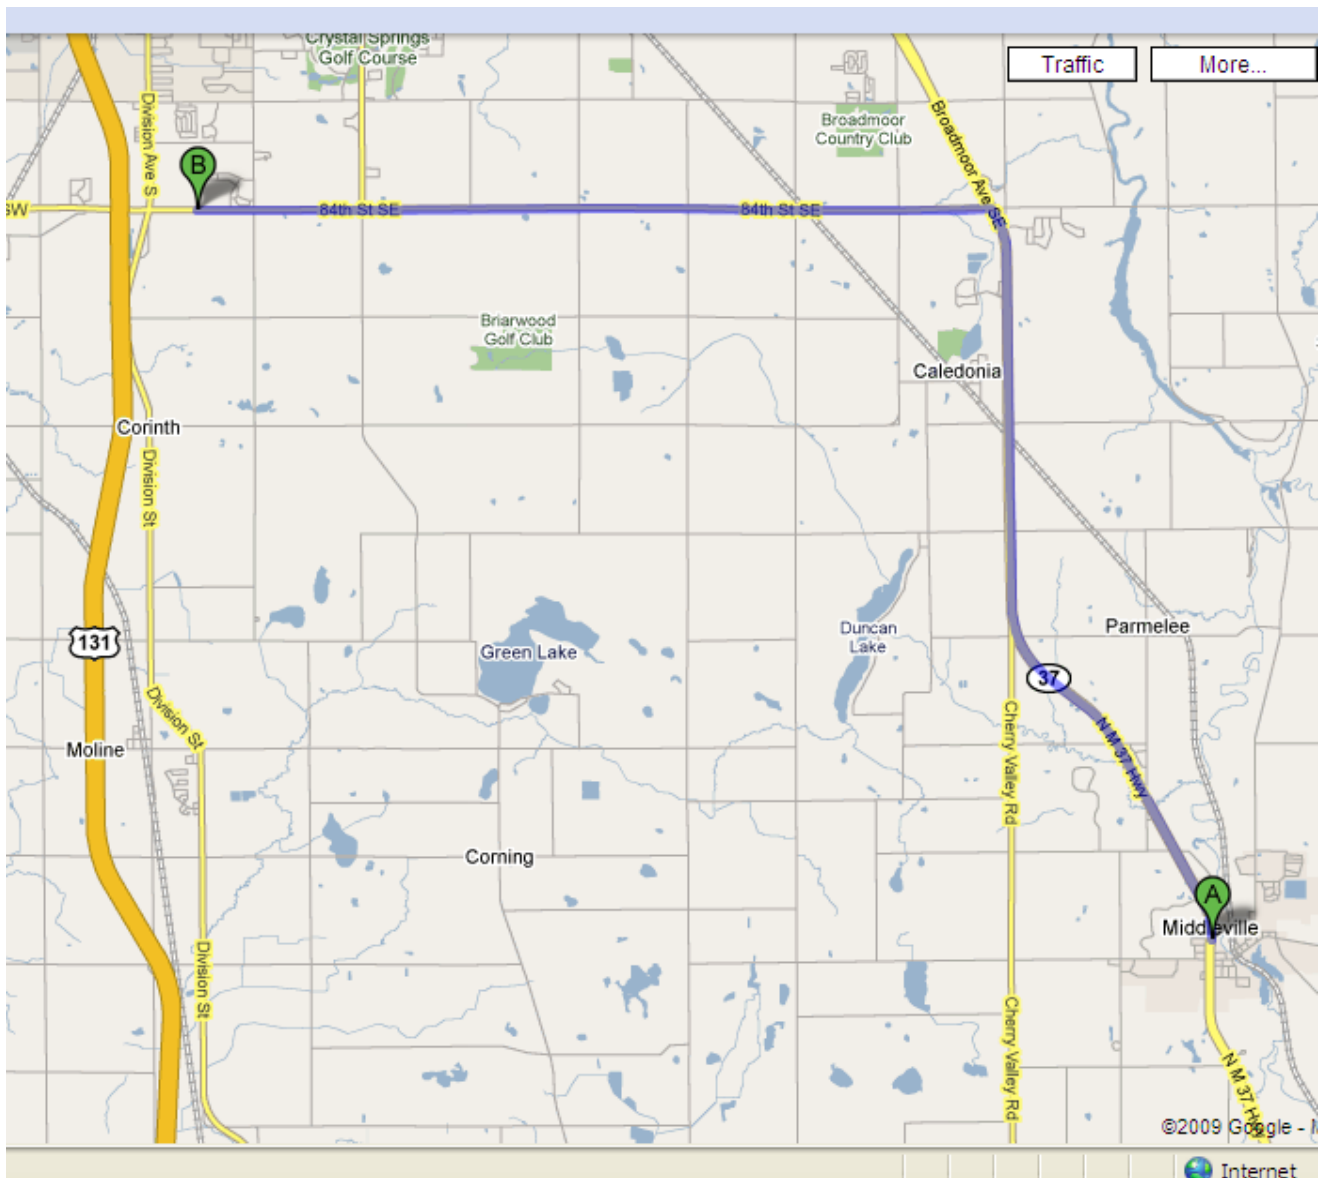 Crystal Springs
Golf Course
Traffic
More...
Division Ave S
Broadmoor
Country Club
Broadmoor Ave SE
B
SW
84th St SE
84th St SE
Briarwood
Golf Club
Caledonia
Corinth
Division St
131
Green Lake
Duncan
Lake
Parmelee
37
Division St
Moline
Cherry Valley Rd
N M 37 Hwy
Corning
A
Middleville
Division St
Cherry Valley Rd
N M 37 Hwy
©2009 Google -
Internet